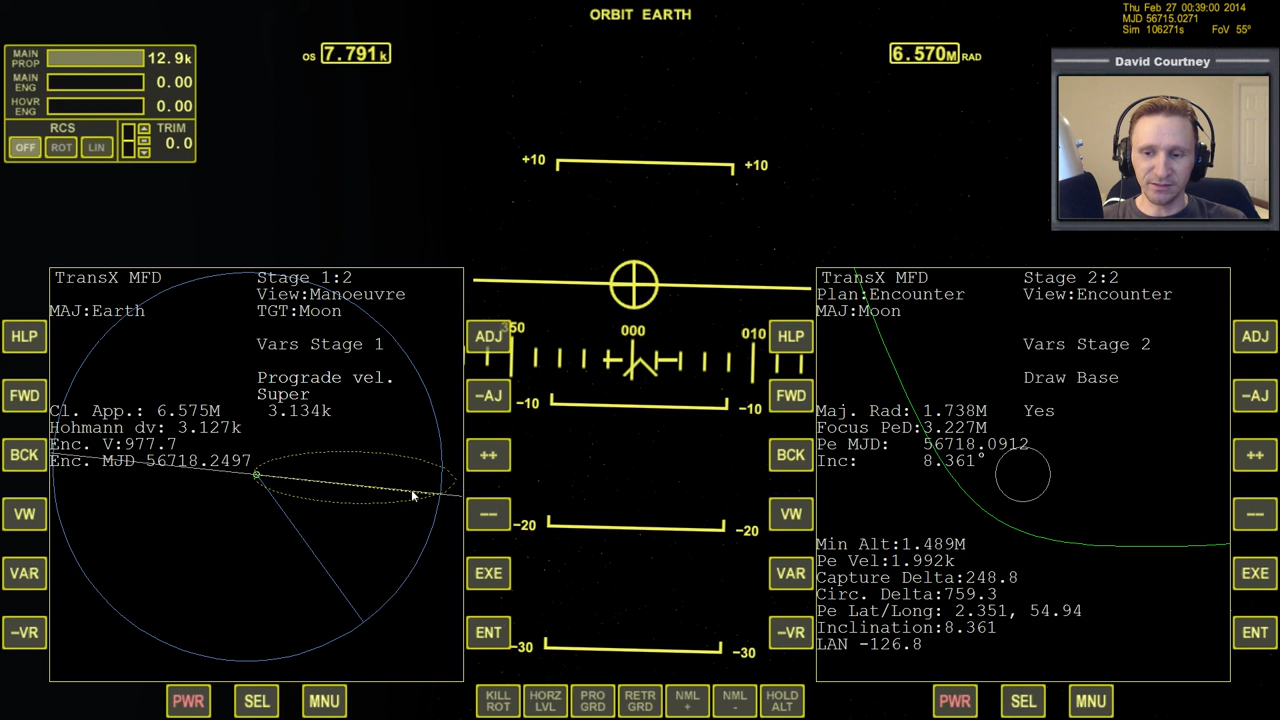 ORBIT EARTH
Thu Feb 27 00:39:00 2014
MJD 56715.0271
Sim 106271s FoV 55°
MAIN PROP 12.9k
MAIN ENG 0.00
HOVR ENG 0.00
RCS
TRIM
OFF ROT LIN
0.0
OS 7.791k
6.570M RAD
David Courtney
+10 +10
350 000 010
-10 -10
-20 -20
-30 -30
TransX MFD Stage 1:2
View:Manoeuvre
MAJ:Earth TGT:Moon
Vars Stage 1
Prograde vel.
Super
Cl. App.: 6.575M 3.134k
Hohmann dv: 3.127k
Enc. V:977.7
Enc. MJD 56718.2497
HLP
FWD
BCK
VW
VAR
-VR
ADJ
-AJ
++
--
EXE
ENT
PWR SEL MNU
TransX MFD Stage 2:2
Plan:Encounter View:Encounter
MAJ:Moon
Vars Stage 2
Draw Base
Maj. Rad: 1.738M Yes
Focus PeD:3.227M
Pe MJD: 56718.0912
Inc: 8.361°
Min Alt:1.489M
Pe Vel:1.992k
Capture Delta:248.8
Circ. Delta:759.3
Pe Lat/Long: 2.351, 54.94
Inclination:8.361
LAN -126.8
HLP
FWD
BCK
VW
VAR
-VR
ADJ
-AJ
++
--
EXE
ENT
PWR SEL MNU
KILL ROT
HORZ LVL
PRO GRD
RETR GRD
NML +
NML -
HOLD ALT